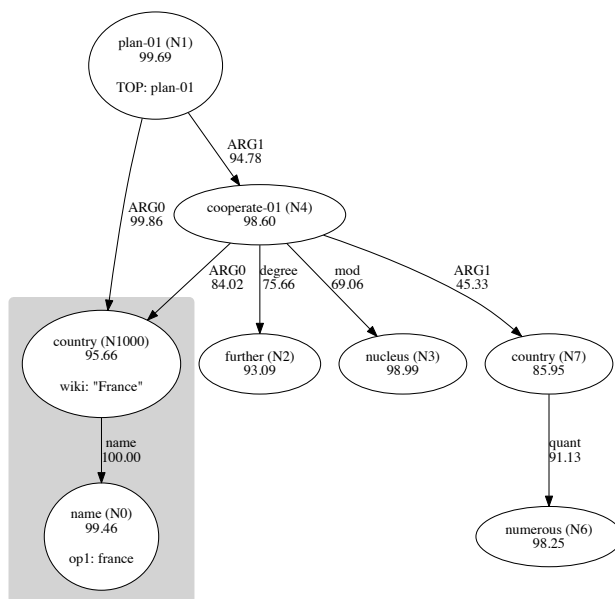 plan-01 (N1)
99.69
TOP: plan-01
ARG1
94.78
ARG0
99.86
cooperate-01 (N4)
98.60
ARG0
84.02
degree
75.66
mod
69.06
ARG1
45.33
country (N1000)
95.66
wiki: "France"
further (N2)
93.09
nucleus (N3)
98.99
country (N7)
85.95
name
100.00
quant
91.13
name (N0)
99.46
op1: france
numerous (N6)
98.25